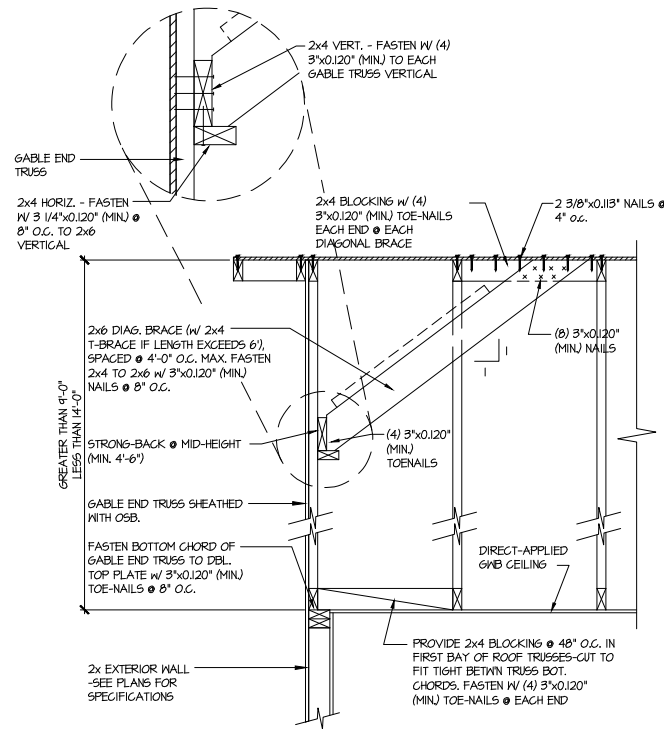 2x4 VERT. - FASTEN W/ (4)
3"x0.120" (MIN.) TO EACH
GABLE TRUSS VERTICAL
GABLE END
TRUSS
2x4 HORIZ. - FASTEN
W/ 3 1/4"x0.120" (MIN.) @
8" O.C. TO 2x6
VERTICAL
2x4 BLOCKING W/ (4)
3"x0.120" (MIN.) TOE-NAILS
EACH END @ EACH
DIAGONAL BRACE
2 3/8"x0.113" NAILS @
4" o.c.
2x6 DIAG. BRACE (W/ 2x4
T-BRACE IF LENGTH EXCEEDS 6'),
SPACED @ 4'-0" O.C. MAX. FASTEN
2x4 TO 2x6 W/ 3"x0.120" (MIN.)
NAILS @ 8" O.C.
(8) 3"x0.120"
(MIN.) NAILS
1
1
GREATER THAN 9'-0"
LESS THAN 14'-0"
STRONG-BACK @ MID-HEIGHT
(MIN. 4'-6")
(4) 3"x0.120"
(MIN.)
TOENAILS
GABLE END TRUSS SHEATHED
WITH OSB.
FASTEN BOTTOM CHORD OF
GABLE END TRUSS TO DBL.
TOP PLATE W/ 3"x0.120" (MIN.)
TOE-NAILS @ 8" O.C.
DIRECT-APPLIED
GWB CEILING
2x EXTERIOR WALL
-SEE PLANS FOR
SPECIFICATIONS
PROVIDE 2x4 BLOCKING @ 48" O.C. IN
FIRST BAY OF ROOF TRUSSES-CUT TO
FIT TIGHT BETW'N TRUSS BOT.
CHORDS. FASTEN W/ (4) 3"x0.120"
(MIN.) TOE-NAILS @ EACH END